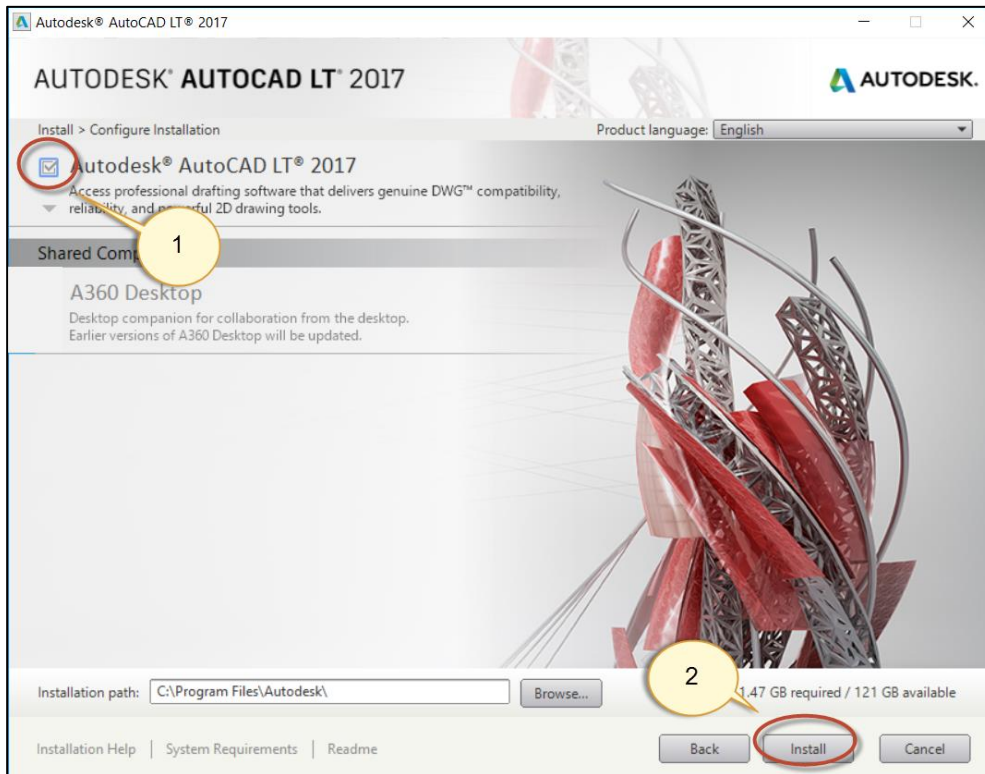 Autodesk® AutoCAD LT® 2017
AUTODESK® AUTOCAD LT® 2017
AUTODESK.
Install > Configure Installation
Product language: English
Autodesk® AutoCAD LT® 2017
Access professional drafting software that delivers genuine DWG™ compatibility,
reliability, and powerful 2D drawing tools.
1
Shared Comp
A360 Desktop
Desktop companion for collaboration from the desktop.
Earlier versions of A360 Desktop will be updated.
2
Installation path: C:\Program Files\Autodesk\ Browse... 1.47 GB required / 121 GB available
Installation Help | System Requirements | Readme Back Install Cancel